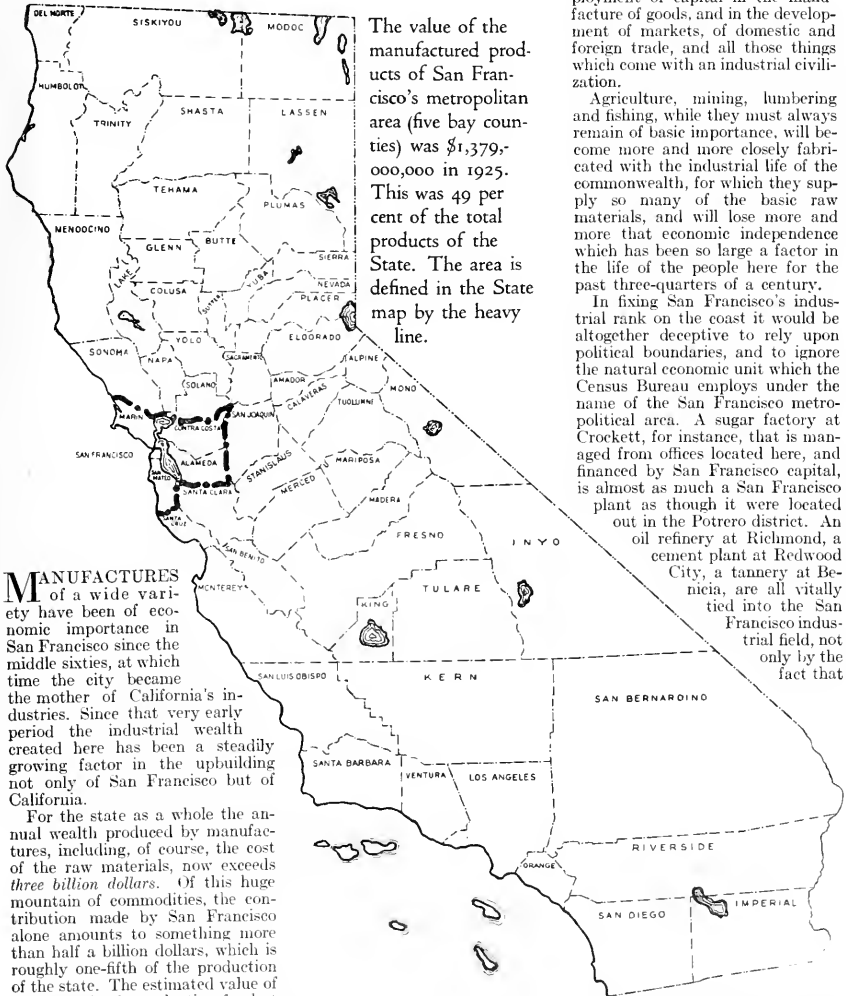 DEL NORTE
SISKIYOU
MODOC
HUMBOLDT
TRINITY
SHASTA
LASSEN
TEHAMA
PLUMAS
MENDOCINO
GLENN
BUTTE
SIERRA
LAKE
COLUSA
SUTTER
YUBA
NEVADA
PLACER
SONOMA
NAPA
YOLO
SACRAMENTO
ELDORADO
ALPINE
SOLANO
AMADOR
MONO
MARIN
CONTRA COSTA
SAN JOAQUIN
CALAVERAS
TUOLUMNE
SAN FRANCISCO
SAN MATEO
ALAMEDA
STANISLAUS
MERCED
MARIPOSA
SANTA CLARA
SANTA CRUZ
MADERA
SAN BENITO
FRESNO
INYO
MONTEREY
KING
TULARE
SAN LUIS OBISPO
KERN
SAN BERNARDINO
SANTA BARBARA
VENTURA
LOS ANGELES
ORANGE
RIVERSIDE
SAN DIEGO
IMPERIAL
The value of the
manufactured prod-
ucts of San Fran-
cisco's metropolitan
area (five bay coun-
ties) was $1,379,-
000,000 in 1925.
This was 49 per
cent of the total
products of the
State. The area is
defined in the State
map by the heavy
line.
MANUFACTURES
of a wide vari-
ety have been of eco-
nomic importance in
San Francisco since the
middle sixties, at which
time the city became
the mother of California's in-
dustries. Since that very early
period the industrial wealth
created here has been a steadily
growing factor in the upbuilding
not only of San Francisco but of
California.
For the state as a whole the an-
nual wealth produced by manufac-
tures, including, of course, the cost
of the raw materials, now exceeds
three billion dollars. Of this huge
mountain of commodities, the con-
tribution made by San Francisco
alone amounts to something more
than half a billion dollars, which is
roughly one-fifth of the production
of the state. The estimated value of
facture of goods, and in the develop-
ment of markets, of domestic and
foreign trade, and all those things
which come with an industrial civili-
zation.
Agriculture, mining, lumbering
and fishing, while they must always
remain of basic importance, will be-
come more and more closely fabri-
cated with the industrial life of the
commonwealth, for which they sup-
ply so many of the basic raw
materials, and will lose more and
more that economic independence
which has been so large a factor in
the life of the people here for the
past three-quarters of a century.
In fixing San Francisco's indus-
trial rank on the coast it would be
altogether deceptive to rely upon
political boundaries, and to ignore
the natural economic unit which the
Census Bureau employs under the
name of the San Francisco metro-
political area. A sugar factory at
Crockett, for instance, that is man-
aged from offices located here, and
financed by San Francisco capital,
is almost as much a San Francisco
plant as though it were located
out in the Potrero district. An
oil refinery at Richmond, a
cement plant at Redwood
City, a tannery at Be-
nicia, are all vitally
tied into the San
Francisco indus-
trial field, not
only by the
fact that